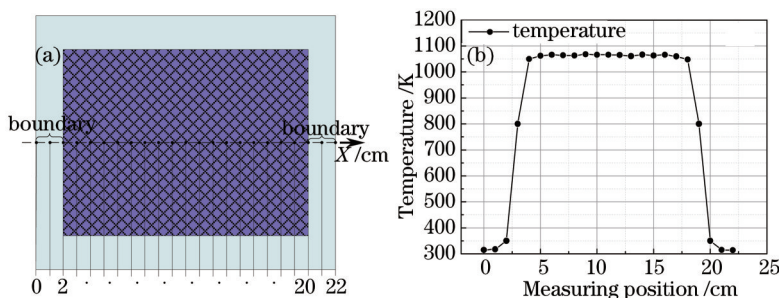 (a)
boundary
boundary
X /cm
0 2 · · · · · · · · 20 22
(b)
temperature
Temperature /K
1200
1100
1000
900
800
700
600
500
400
300
0 5 10 15 20 25
Measuring position /cm